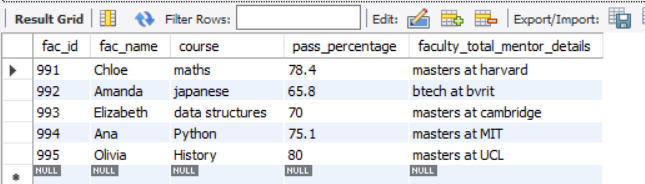 Result Grid Filter Rows: Edit: Export/Import:
fac_id fac_name course pass_percentage faculty_total_mentor_details
991 Chloe maths 78.4 masters at harvard
992 Amanda japanese 65.8 btech at bvrit
993 Elizabeth data structures 70 masters at cambridge
994 Ana Python 75.1 masters at MIT
995 Olivia History 80 masters at UCL
NULL NULL NULL NULL NULL